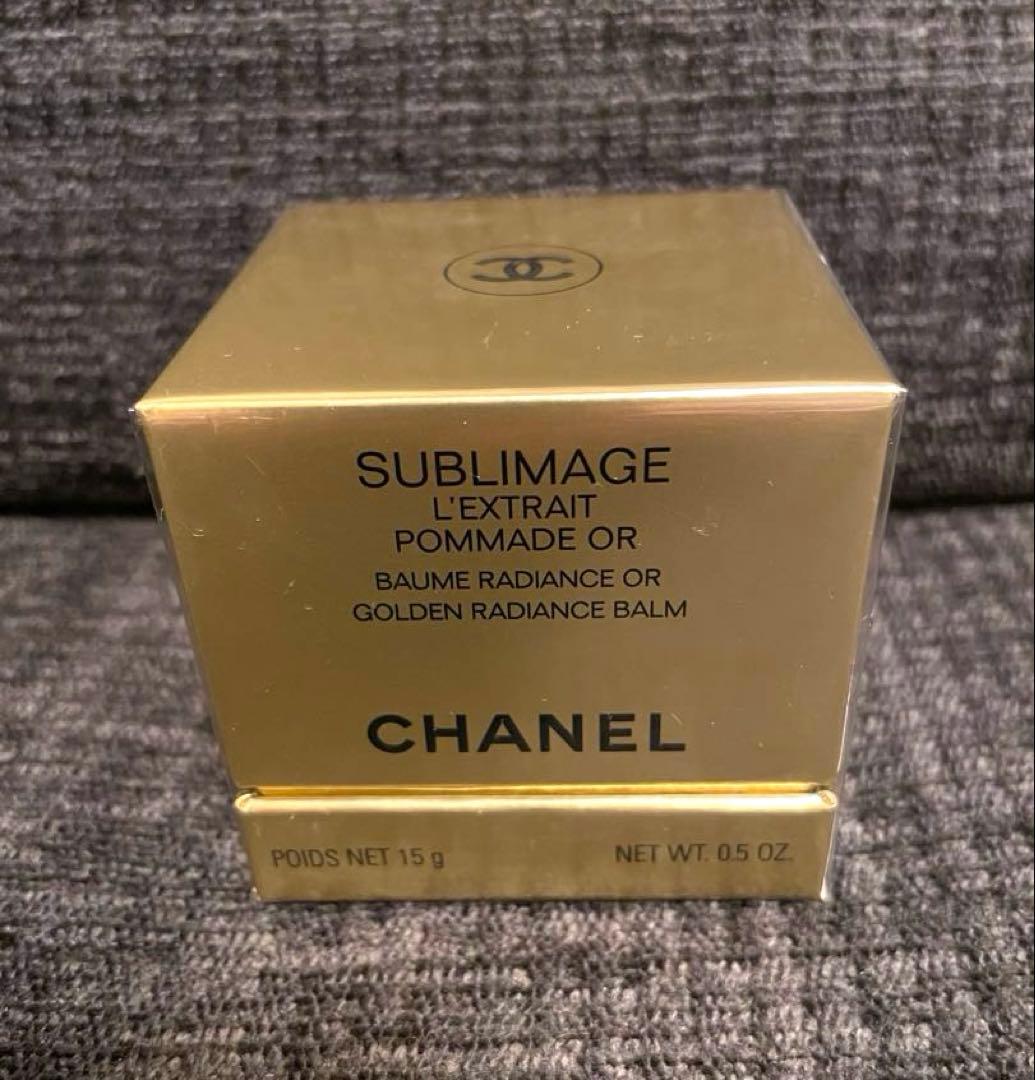 SUBLIMAGE
L'EXTRAIT
POMMADE OR
BAUME RADIANCE OR
GOLDEN RADIANCE BALM
CHANEL
POIDS NET 15 g
NET WT. 0.5 OZ.